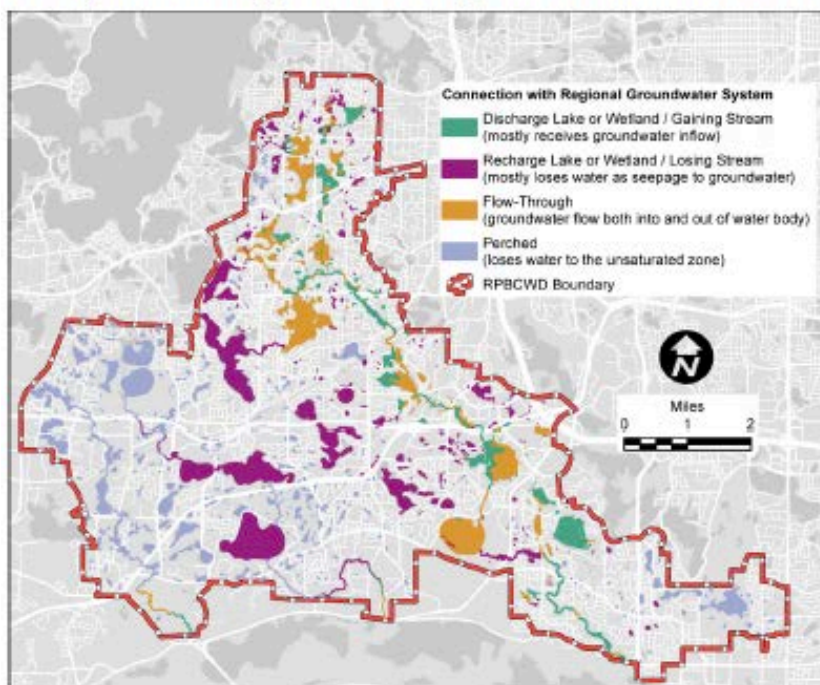 Connection with Regional Groundwater System
Discharge Lake or Wetland / Gaining Stream
(mostly receives groundwater inflow)
Recharge Lake or Wetland / Losing Stream
(mostly loses water as seepage to groundwater)
Flow-Through
(groundwater flow both into and out of water body)
Perched
(loses water to the unsaturated zone)
RPBCWD Boundary
N
Miles
0 1 2